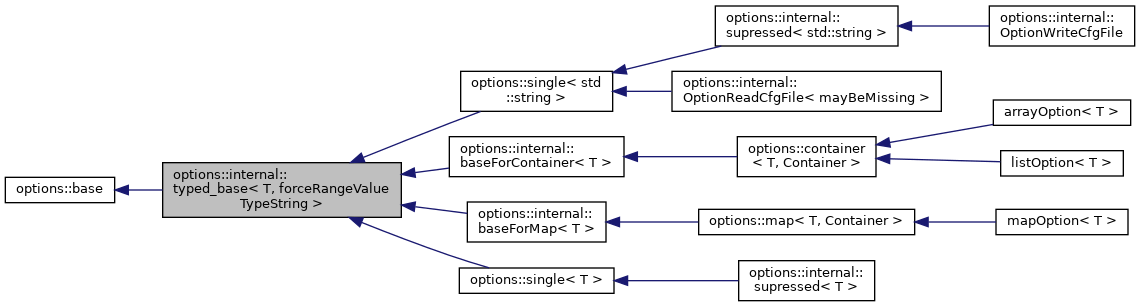 options::base
options::internal::
typed_base< T, forceRangeValue
TypeString >
options::single< std
::string >
options::internal::
supressed< std::string >
options::internal::
OptionWriteCfgFile
options::internal::
OptionReadCfgFile< mayBeMissing >
options::internal::
baseForContainer< T >
options::container
< T, Container >
arrayOption< T >
listOption< T >
options::internal::
baseForMap< T >
options::map< T, Container >
mapOption< T >
options::single< T >
options::internal::
supressed< T >